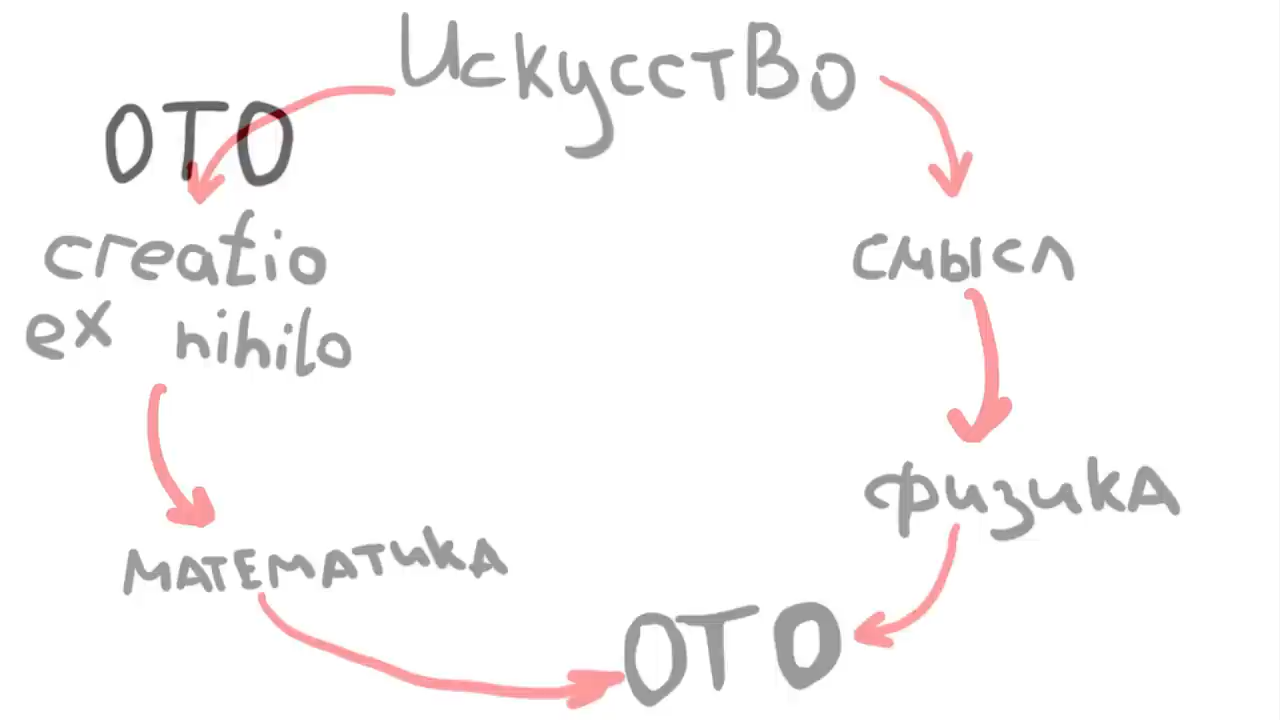 Искусство
ОТО
creatio
ex nihilo
смысл
физика
математика
ОТО